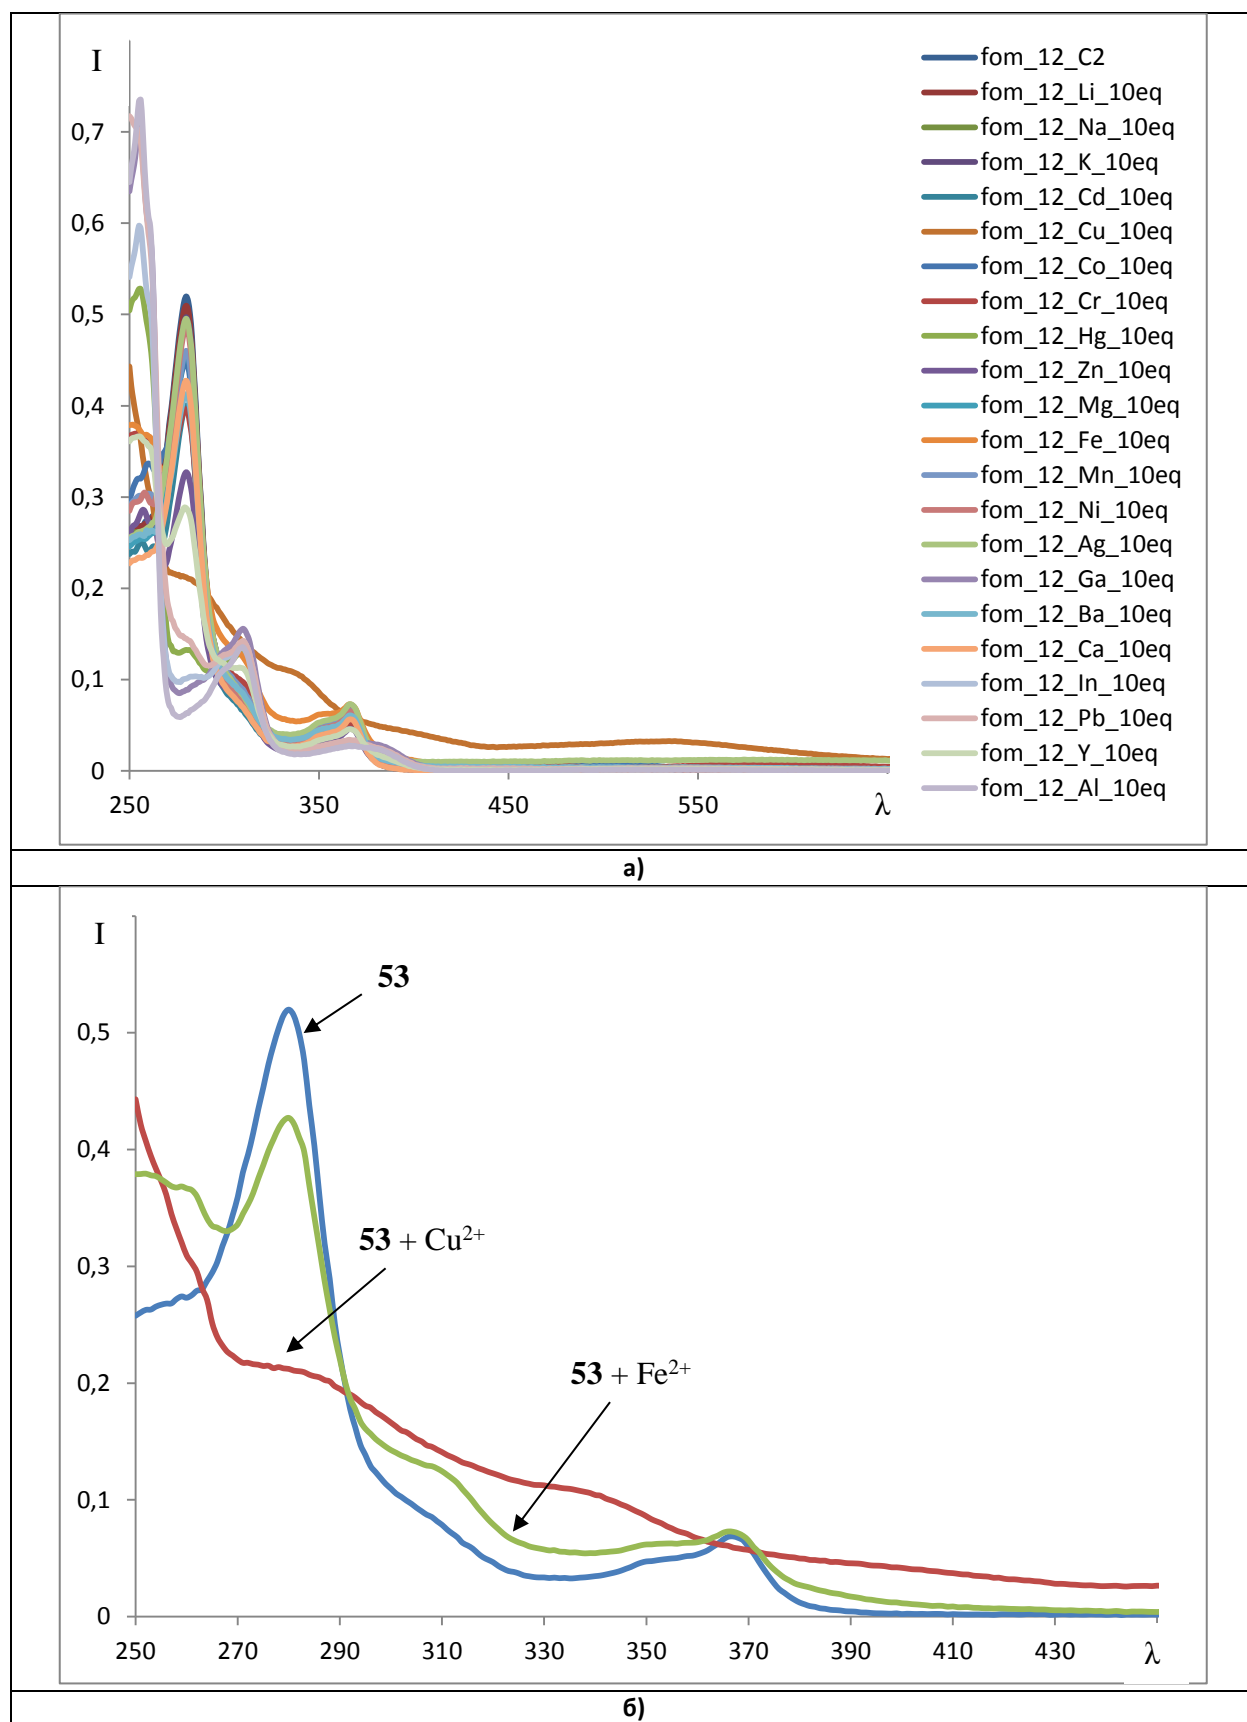 I
0,7
0,6
0,5
0,4
0,3
0,2
0,1
0
250 350 450 550 λ
fom_12_C2
fom_12_Li_10eq
fom_12_Na_10eq
fom_12_K_10eq
fom_12_Cd_10eq
fom_12_Cu_10eq
fom_12_Co_10eq
fom_12_Cr_10eq
fom_12_Hg_10eq
fom_12_Zn_10eq
fom_12_Mg_10eq
fom_12_Fe_10eq
fom_12_Mn_10eq
fom_12_Ni_10eq
fom_12_Ag_10eq
fom_12_Ga_10eq
fom_12_Ba_10eq
fom_12_Ca_10eq
fom_12_In_10eq
fom_12_Pb_10eq
fom_12_Y_10eq
fom_12_Al_10eq
а)
I
53
0,5
0,4
0,3
53 + Cu²⁺
0,2
53 + Fe²⁺
0,1
0
250 270 290 310 330 350 370 390 410 430 λ
б)